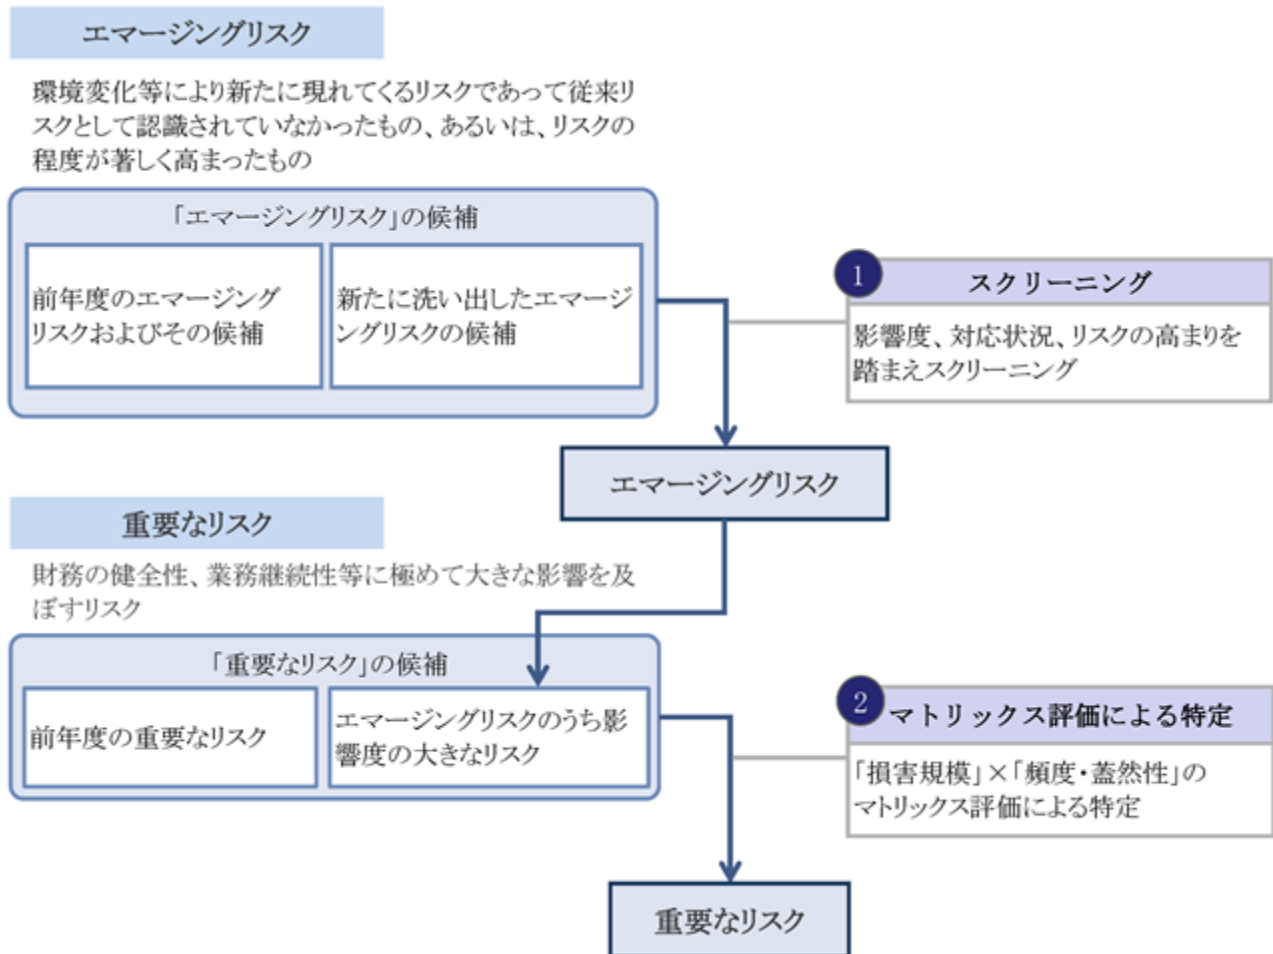 エマージングリスク
環境変化等により新たに現れてくるリスクであって従来リ
スクとして認識されていなかったもの、あるいは、リスクの
程度が著しく高まったもの
「エマージングリスク」の候補
前年度のエマージング
リスクおよびその候補
新たに洗い出したエマージ
ングリスクの候補
1
スクリーニング
影響度、対応状況、リスクの高まりを
踏まえスクリーニング
エマージングリスク
重要なリスク
財務の健全性、業務継続性等に極めて大きな影響を及
ぼすリスク
「重要なリスク」の候補
前年度の重要なリスク
エマージングリスクのうち影
響度の大きなリスク
2
マトリックス評価による特定
「損害規模」×「頻度・蓋然性」の
マトリックス評価による特定
重要なリスク